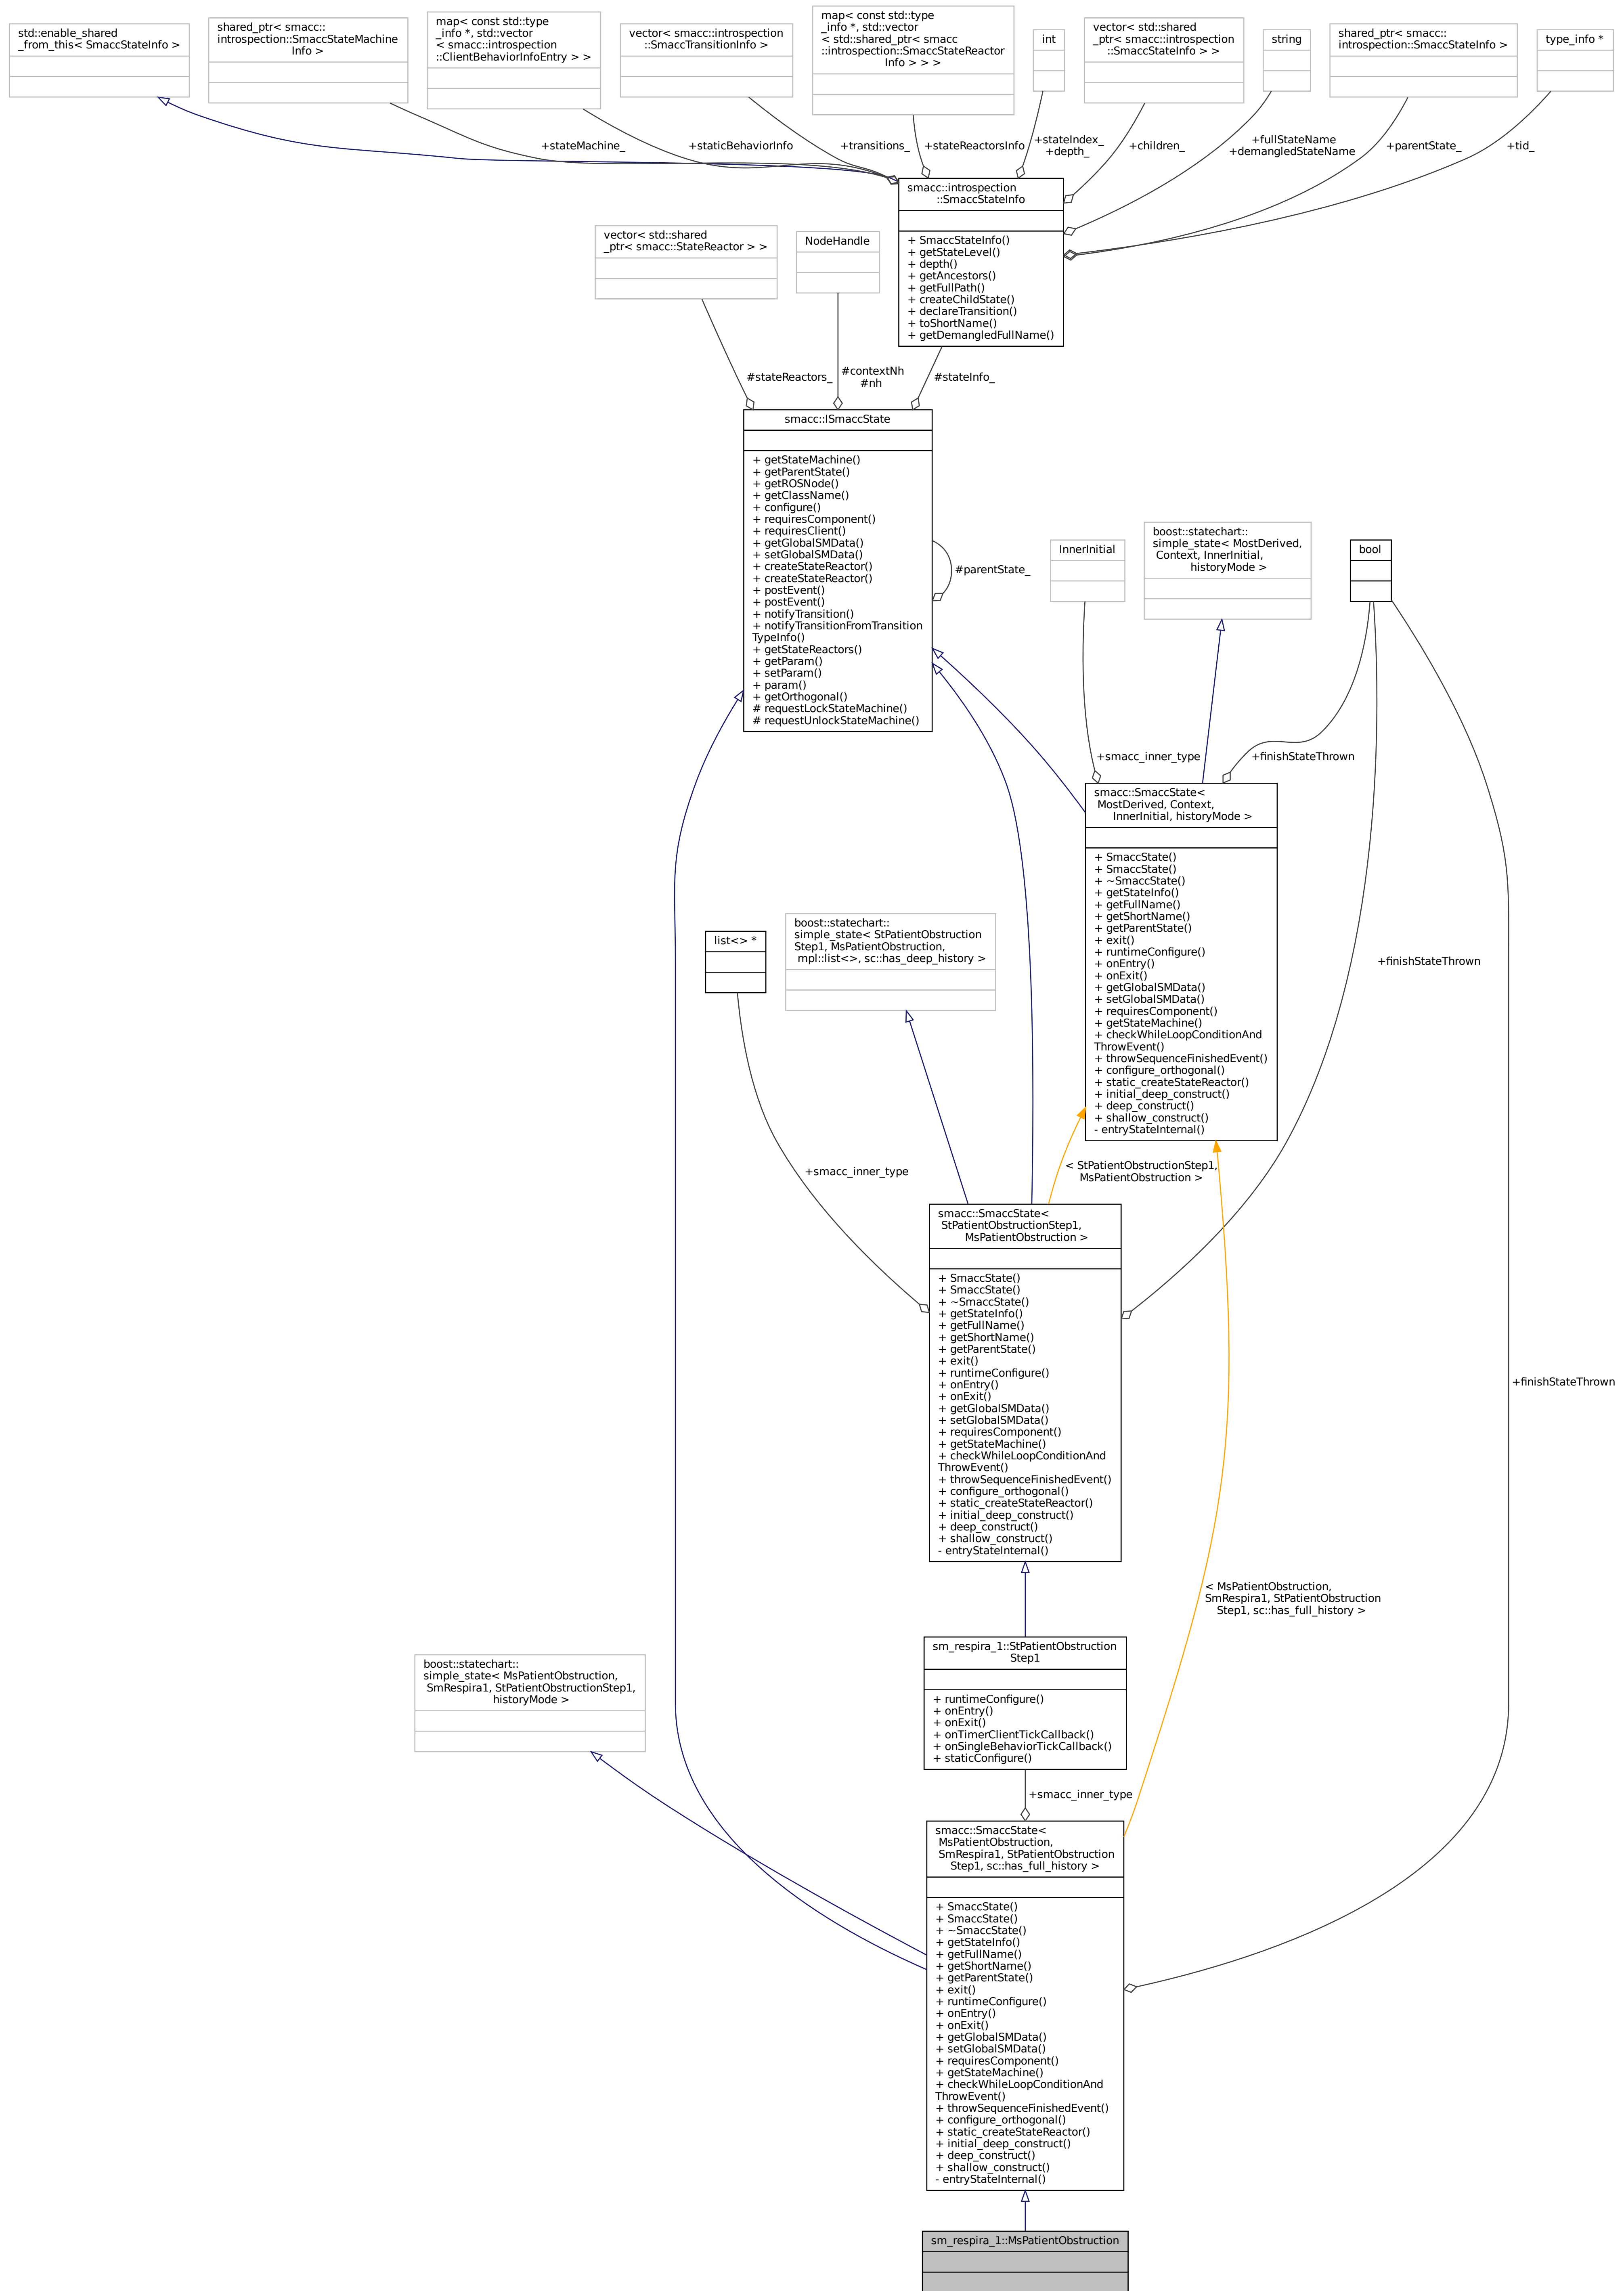 std::enable_shared
_from_this< SmaccStateInfo >
shared_ptr< smacc::
introspection::SmaccStateMachine
Info >
map< const std::type
_info *, std::vector
< smacc::introspection
::ClientBehaviorInfoEntry > >
vector< smacc::introspection
::SmaccTransitionInfo >
map< const std::type
_info *, std::vector
< std::shared_ptr< smacc
::introspection::SmaccStateReactor
Info > > >
int
vector< std::shared
_ptr< smacc::introspection
::SmaccStateInfo > >
string
shared_ptr< smacc::
introspection::SmaccStateInfo >
type_info *
+stateMachine_
+staticBehaviorInfo
+transitions_
+stateReactorsInfo
+stateIndex_
+depth_
+children_
+fullStateName
+demangledStateName
+parentState_
+tid_
smacc::introspection
::SmaccStateInfo
+ SmaccStateInfo()
+ getStateLevel()
+ depth()
+ getAncestors()
+ getFullPath()
+ createChildState()
+ declareTransition()
+ toShortName()
+ getDemangledFullName()
vector< std::shared
_ptr< smacc::StateReactor > >
NodeHandle
#stateReactors_
#contextNh
#nh
#stateInfo_
smacc::ISmaccState
+ getStateMachine()
+ getParentState()
+ getROSNode()
+ getClassName()
+ configure()
+ requiresComponent()
+ requiresClient()
+ getGlobalSMData()
+ setGlobalSMData()
+ createStateReactor()
+ createStateReactor()
+ postEvent()
+ postEvent()
+ notifyTransition()
+ notifyTransitionFromTransition
TypeInfo()
+ getStateReactors()
+ getParam()
+ setParam()
+ param()
+ getOrthogonal()
# requestLockStateMachine()
# requestUnlockStateMachine()
#parentState_
InnerInitial
boost::statechart::
simple_state< MostDerived,
Context, InnerInitial,
historyMode >
bool
+smacc_inner_type
+finishStateThrown
smacc::SmaccState<
MostDerived, Context,
InnerInitial, historyMode >
+ SmaccState()
+ SmaccState()
+ ~SmaccState()
+ getStateInfo()
+ getFullName()
+ getShortName()
+ getParentState()
+ exit()
+ runtimeConfigure()
+ onEntry()
+ onExit()
+ getGlobalSMData()
+ setGlobalSMData()
+ requiresComponent()
+ getStateMachine()
+ checkWhileLoopConditionAnd
ThrowEvent()
+ throwSequenceFinishedEvent()
+ configure_orthogonal()
+ static_createStateReactor()
+ initial_deep_construct()
+ deep_construct()
+ shallow_construct()
- entryStateInternal()
list<> *
boost::statechart::
simple_state< StPatientObstruction
Step1, MsPatientObstruction,
mpl::list<>, sc::has_deep_history >
+finishStateThrown
+smacc_inner_type
< StPatientObstructionStep1,
MsPatientObstruction >
smacc::SmaccState<
StPatientObstructionStep1,
MsPatientObstruction >
+ SmaccState()
+ SmaccState()
+ ~SmaccState()
+ getStateInfo()
+ getFullName()
+ getShortName()
+ getParentState()
+ exit()
+ runtimeConfigure()
+ onEntry()
+ onExit()
+ getGlobalSMData()
+ setGlobalSMData()
+ requiresComponent()
+ getStateMachine()
+ checkWhileLoopConditionAnd
ThrowEvent()
+ throwSequenceFinishedEvent()
+ configure_orthogonal()
+ static_createStateReactor()
+ initial_deep_construct()
+ deep_construct()
+ shallow_construct()
- entryStateInternal()
+finishStateThrown
< MsPatientObstruction,
SmRespira1, StPatientObstruction
Step1, sc::has_full_history >
sm_respira_1::StPatientObstruction
Step1
+ runtimeConfigure()
+ onEntry()
+ onExit()
+ onTimerClientTickCallback()
+ onSingleBehaviorTickCallback()
+ staticConfigure()
boost::statechart::
simple_state< MsPatientObstruction,
SmRespira1, StPatientObstructionStep1,
historyMode >
+smacc_inner_type
smacc::SmaccState<
MsPatientObstruction,
SmRespira1, StPatientObstruction
Step1, sc::has_full_history >
+ SmaccState()
+ SmaccState()
+ ~SmaccState()
+ getStateInfo()
+ getFullName()
+ getShortName()
+ getParentState()
+ exit()
+ runtimeConfigure()
+ onEntry()
+ onExit()
+ getGlobalSMData()
+ setGlobalSMData()
+ requiresComponent()
+ getStateMachine()
+ checkWhileLoopConditionAnd
ThrowEvent()
+ throwSequenceFinishedEvent()
+ configure_orthogonal()
+ static_createStateReactor()
+ initial_deep_construct()
+ deep_construct()
+ shallow_construct()
- entryStateInternal()
sm_respira_1::MsPatientObstruction